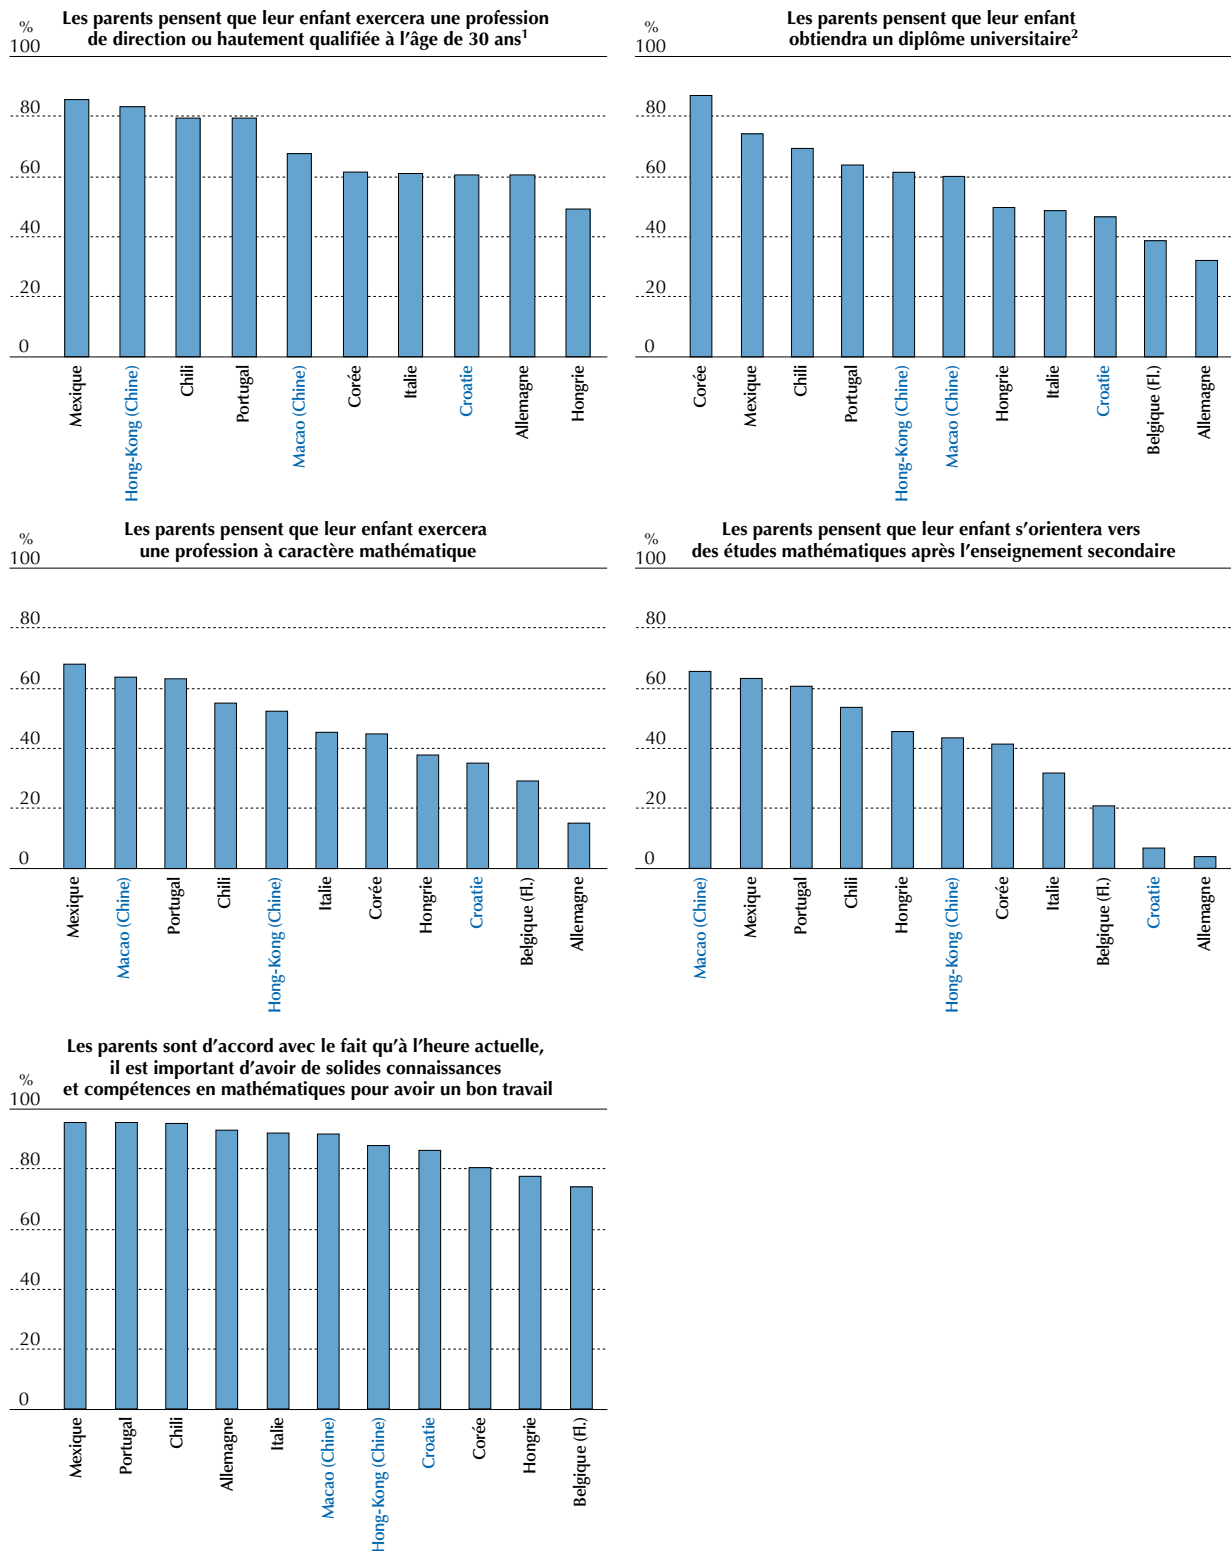 Les parents pensent que leur enfant exercera une profession
de direction ou hautement qualifiée à l'âge de 30 ans1
%
100
80
60
40
20
0
Mexique
Hong-Kong (Chine)
Chili
Portugal
Macao (Chine)
Corée
Italie
Croatie
Allemagne
Hongrie
Les parents pensent que leur enfant
obtiendra un diplôme universitaire2
%
100
80
60
40
20
0
Corée
Mexique
Chili
Portugal
Hong-Kong (Chine)
Macao (Chine)
Hongrie
Italie
Croatie
Belgique (Fl.)
Allemagne
Les parents pensent que leur enfant exercera
une profession à caractère mathématique
%
100
80
60
40
20
0
Mexique
Macao (Chine)
Portugal
Chili
Hong-Kong (Chine)
Italie
Corée
Hongrie
Croatie
Belgique (Fl.)
Allemagne
Les parents pensent que leur enfant s'orientera vers
des études mathématiques après l'enseignement secondaire
%
100
80
60
40
20
0
Macao (Chine)
Mexique
Portugal
Chili
Hongrie
Hong-Kong (Chine)
Corée
Italie
Belgique (Fl.)
Croatie
Allemagne
Les parents sont d'accord avec le fait qu'à l'heure actuelle,
il est important d'avoir de solides connaissances
et compétences en mathématiques pour avoir un bon travail
%
100
80
60
40
20
0
Mexique
Portugal
Chili
Allemagne
Italie
Macao (Chine)
Hong-Kong (Chine)
Croatie
Corée
Hongrie
Belgique (Fl.)